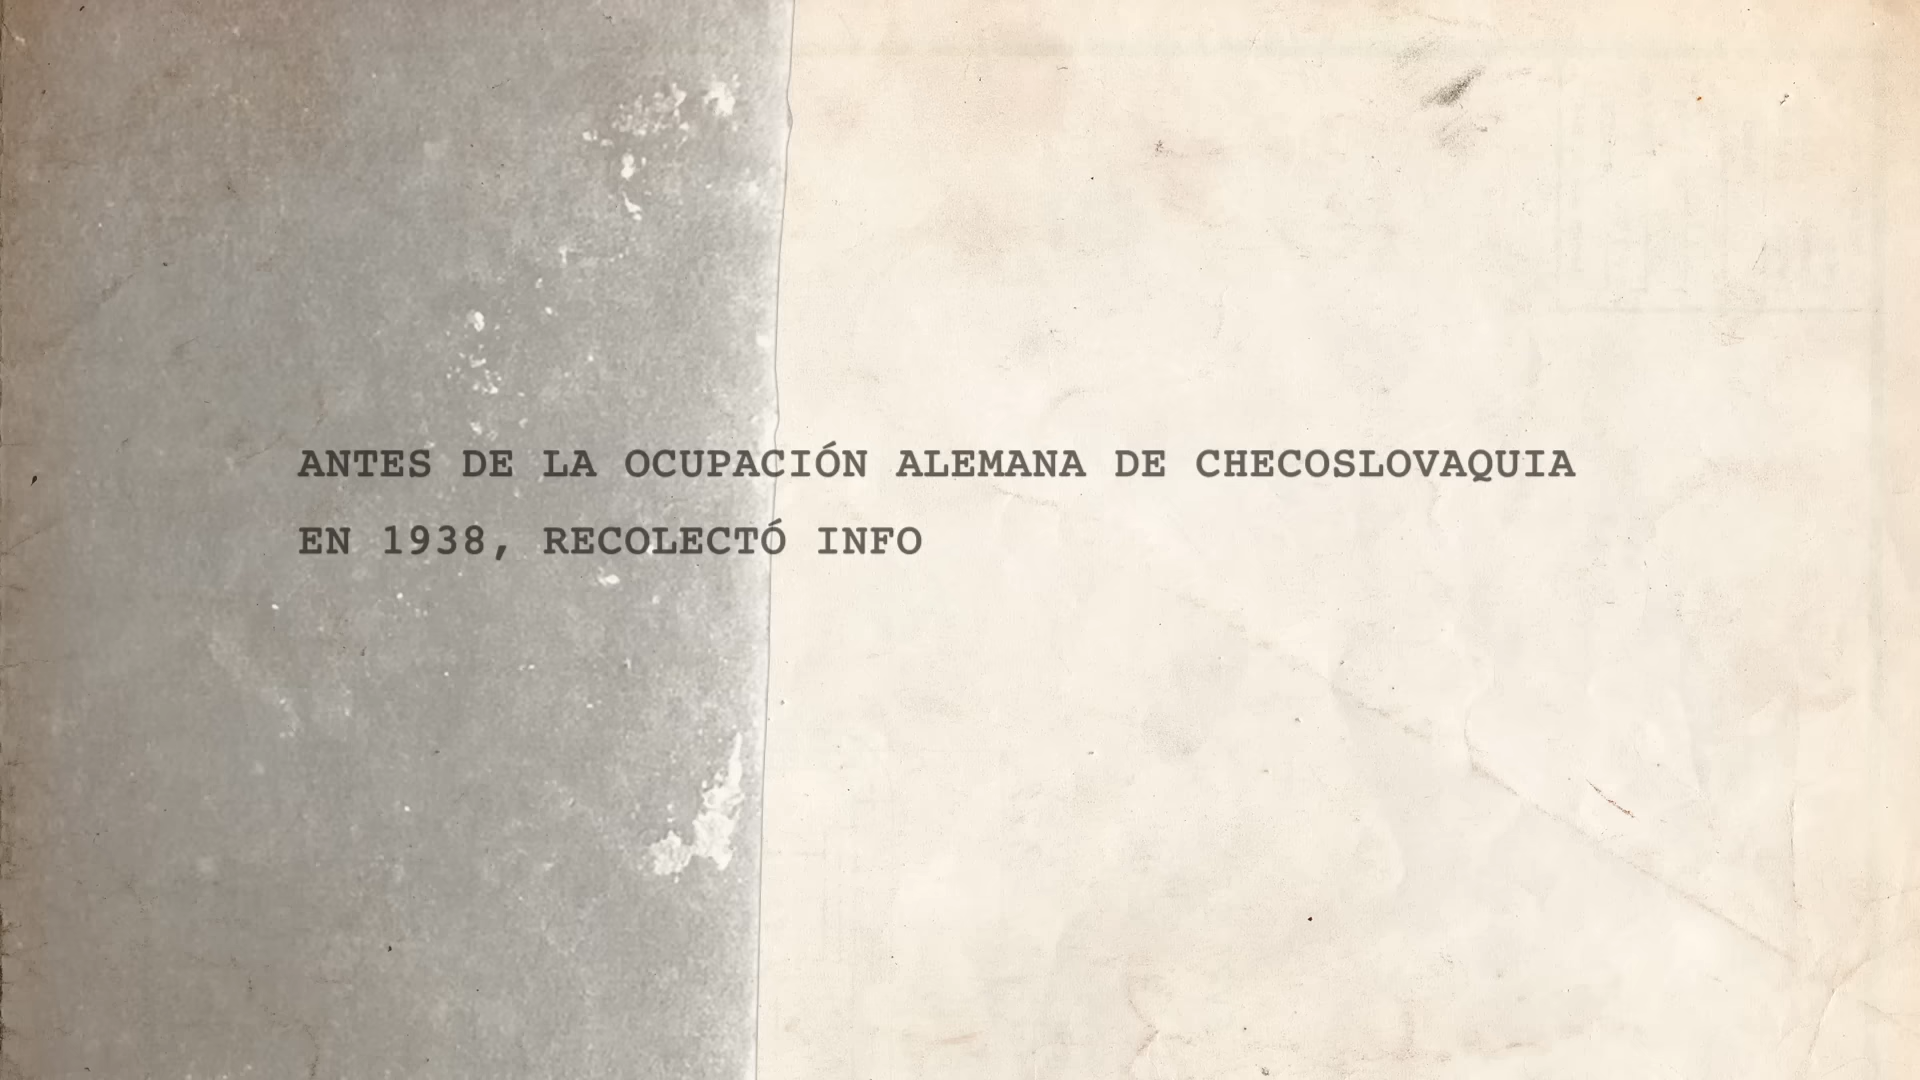 ANTES DE LA OCUPACIÓN ALEMANA DE CHECOSLOVAQUIA
EN 1938, RECOLECTÓ INFO